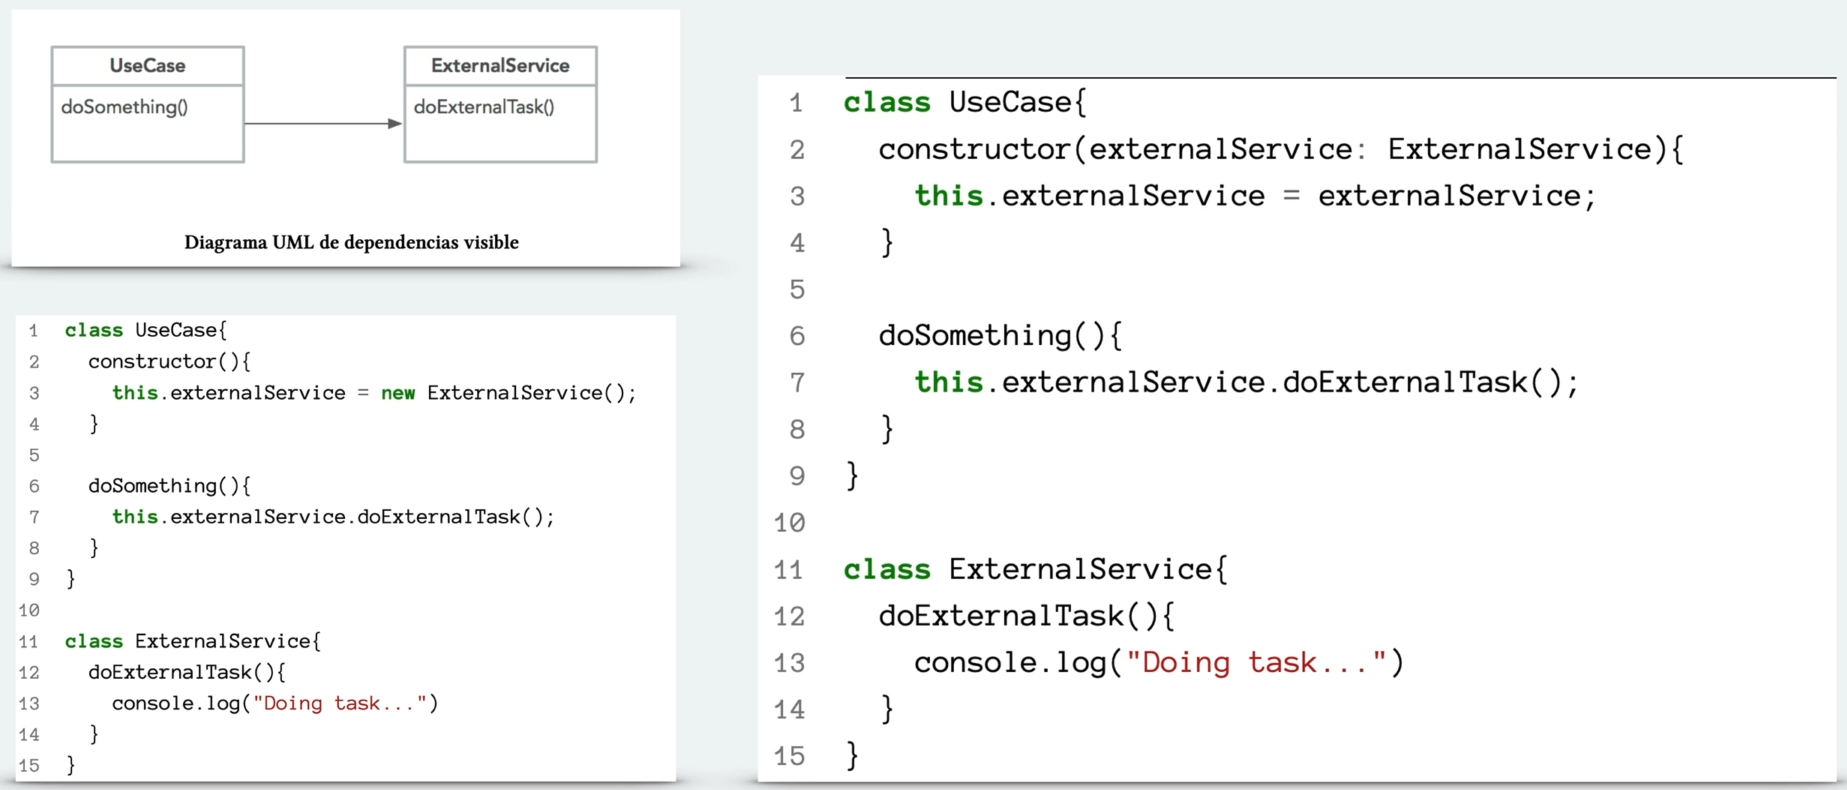 UseCase
doSomething()
ExternalService
doExternalTask()
Diagrama UML de dependencias visible
1 class UseCase{
2 constructor(){
3 this.externalService = new ExternalService();
4 }
5
6 doSomething(){
7 this.externalService.doExternalTask();
8 }
9 }
10
11 class ExternalService{
12 doExternalTask(){
13 console.log("Doing task...")
14 }
15 }
1 class UseCase{
2 constructor(externalService: ExternalService){
3 this.externalService = externalService;
4 }
5
6 doSomething(){
7 this.externalService.doExternalTask();
8 }
9 }
10
11 class ExternalService{
12 doExternalTask(){
13 console.log("Doing task...")
14 }
15 }